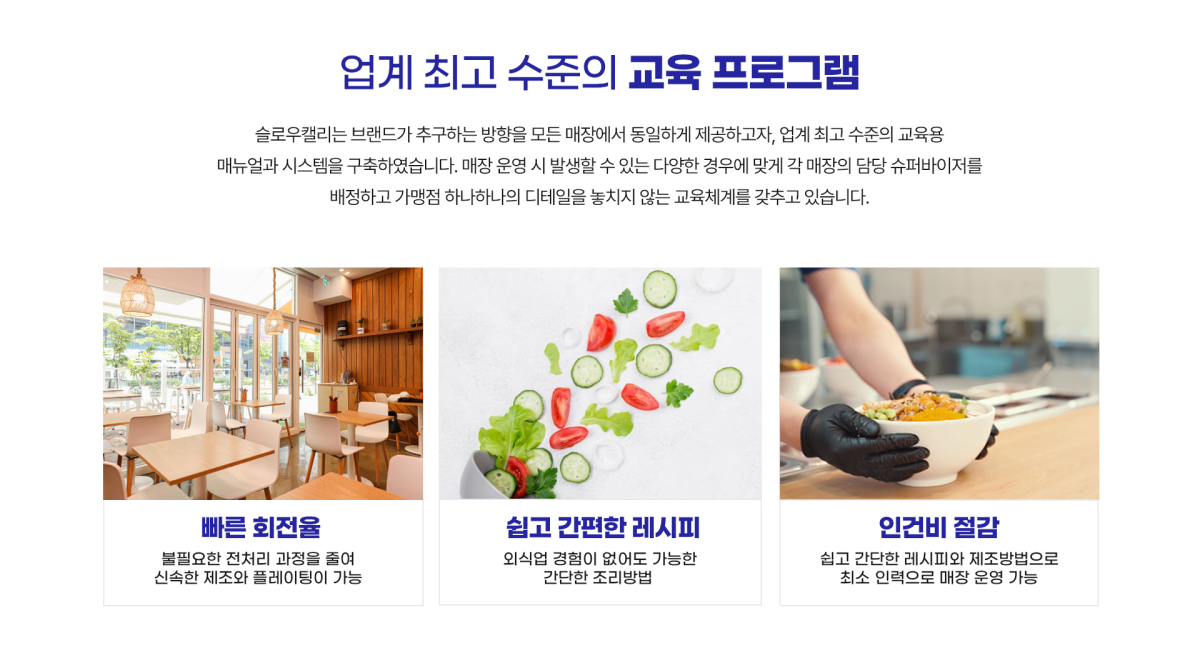 업계 최고 수준의 교육 프로그램
슬로우캘리는 브랜드가 추구하는 방향을 모든 매장에서 동일하게 제공하고자, 업계 최고 수준의 교육용
매뉴얼과 시스템을 구축하였습니다. 매장 운영 시 발생할 수 있는 다양한 경우에 맞게 각 매장의 담당 슈퍼바이저를
배정하고 가맹점 하나하나의 디테일을 놓치지 않는 교육체계를 갖추고 있습니다.
빠른 회전율
불필요한 전처리 과정을 줄여
신속한 제조와 플레이팅이 가능
쉽고 간편한 레시피
외식업 경험이 없어도 가능한
간단한 조리방법
인건비 절감
쉽고 간단한 레시피와 제조방법으로
최소 인력으로 매장 운영 가능